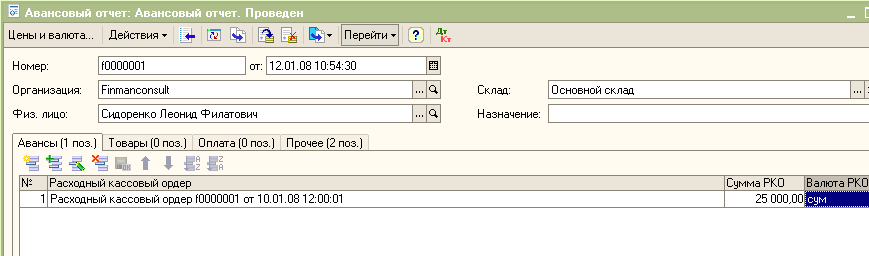 Авансовый отчет: Авансовый отчет. Проведен
Цены и валюта... Действия Перейти ? Дт Кт
Номер: f0000001 от: 12.01.08 10:54:30
Организация: Finmanconsult ... Склад: Основной склад ...
Физ. лицо: Сидоренко Леонид Филатович ... Назначение:
Авансы (1 поз.) Товары (0 поз.) Оплата (0 поз.) Прочее (2 поз.)
№ Расходный кассовый ордер Сумма РКО Валюта РКО
1 Расходный кассовый ордер f0000001 от 10.01.08 12:00:01 25 000,00 сум